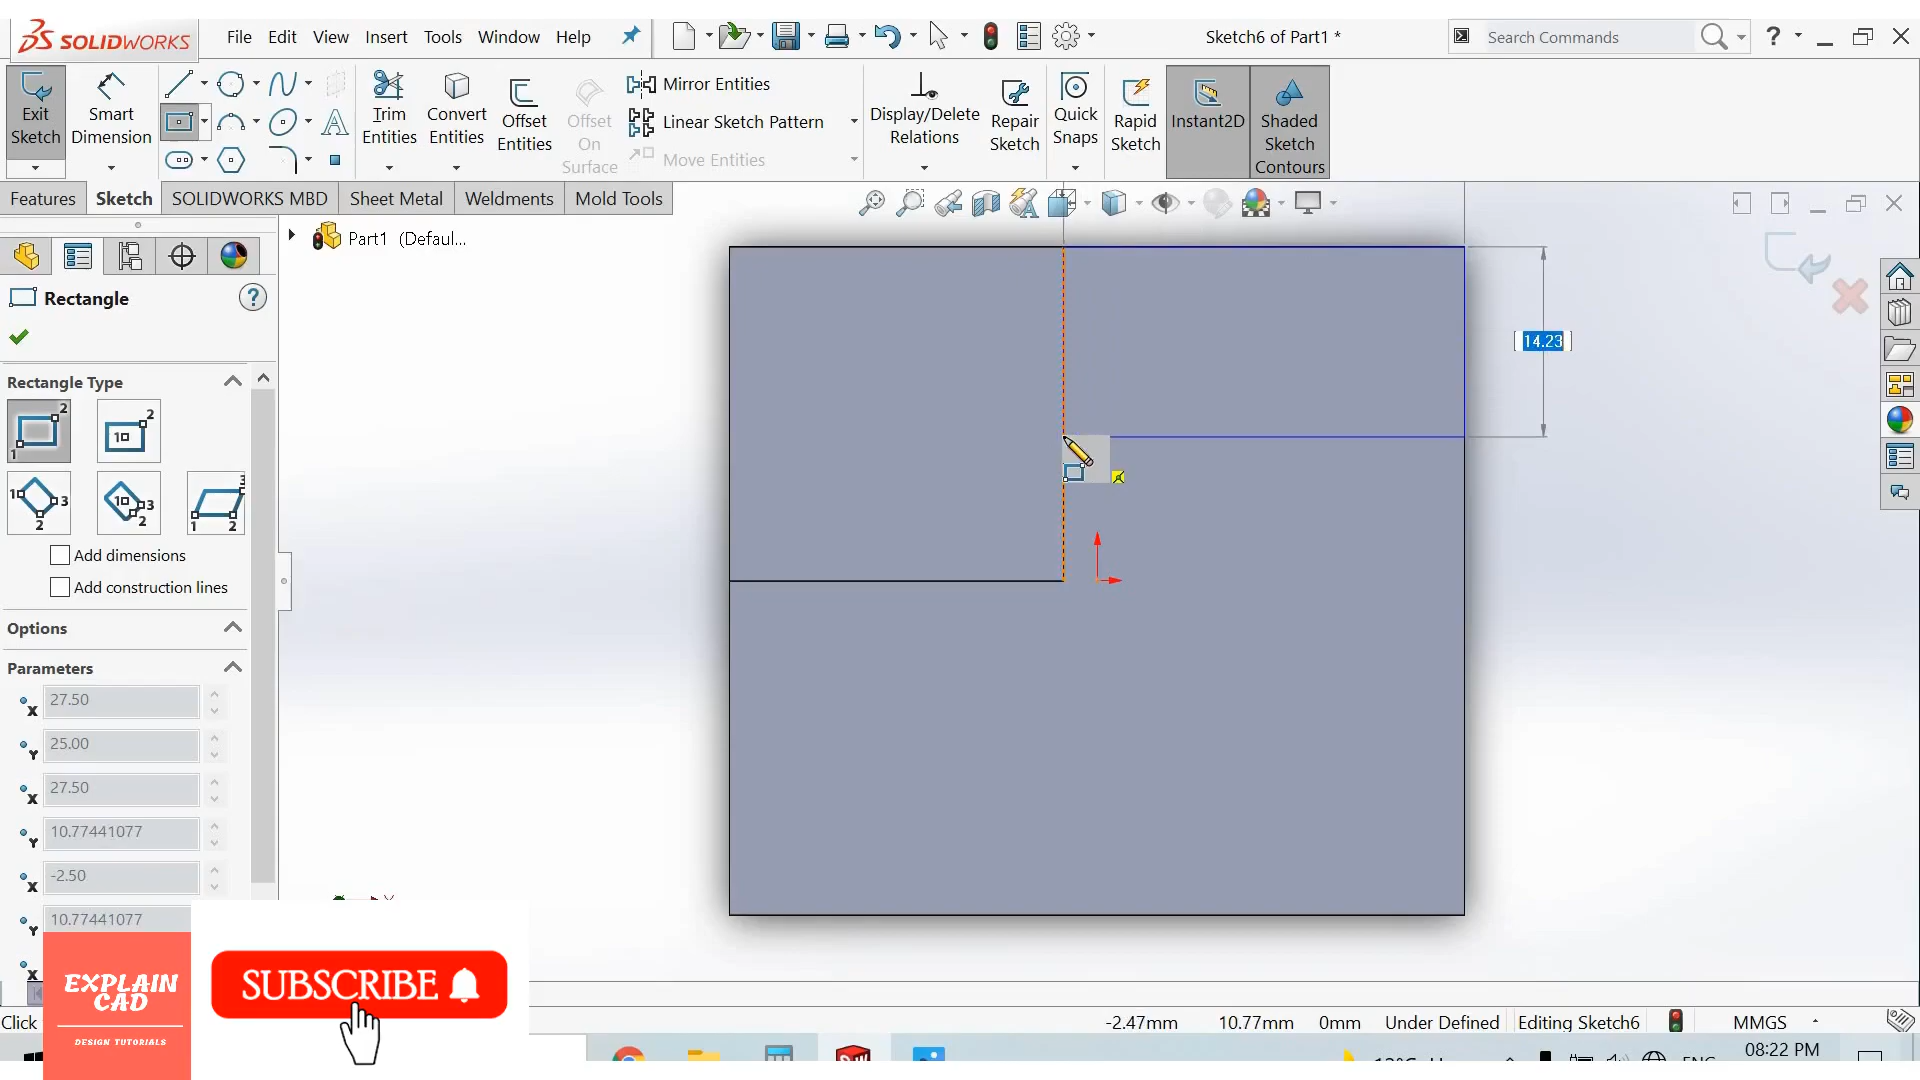 SOLIDWORKS
File Edit View Insert Tools Window Help
Sketch6 of Part1 *
Search Commands
?
Exit Sketch
Smart Dimension
Trim Entities
Convert Entities
Offset Entities
Offset On Surface
Mirror Entities
Linear Sketch Pattern
Move Entities
Display/Delete Relations
Repair Sketch
Quick Snaps
Rapid Sketch
Instant2D
Shaded Sketch Contours
Features Sketch SOLIDWORKS MBD Sheet Metal Weldments Mold Tools
Part1 (Defaul...
Rectangle
?
Rectangle Type
Add dimensions
Add construction lines
Options
Parameters
X 27.50
Y 25.00
X 27.50
Y 10.77441077
X -2.50
Y 10.77441077
X
14.23
EXPLAIN
CAD
DESIGN TUTORIALS
SUBSCRIBE
Click
-2.47mm 10.77mm 0mm Under Defined Editing Sketch6 MMGS
08:22 PM